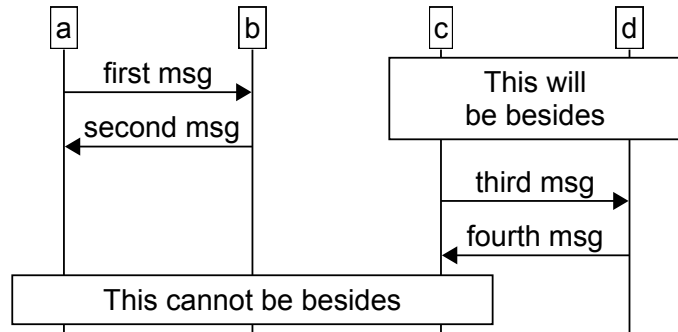 a
b
c
d
first msg
This will
be besides
second msg
third msg
fourth msg
This cannot be besides